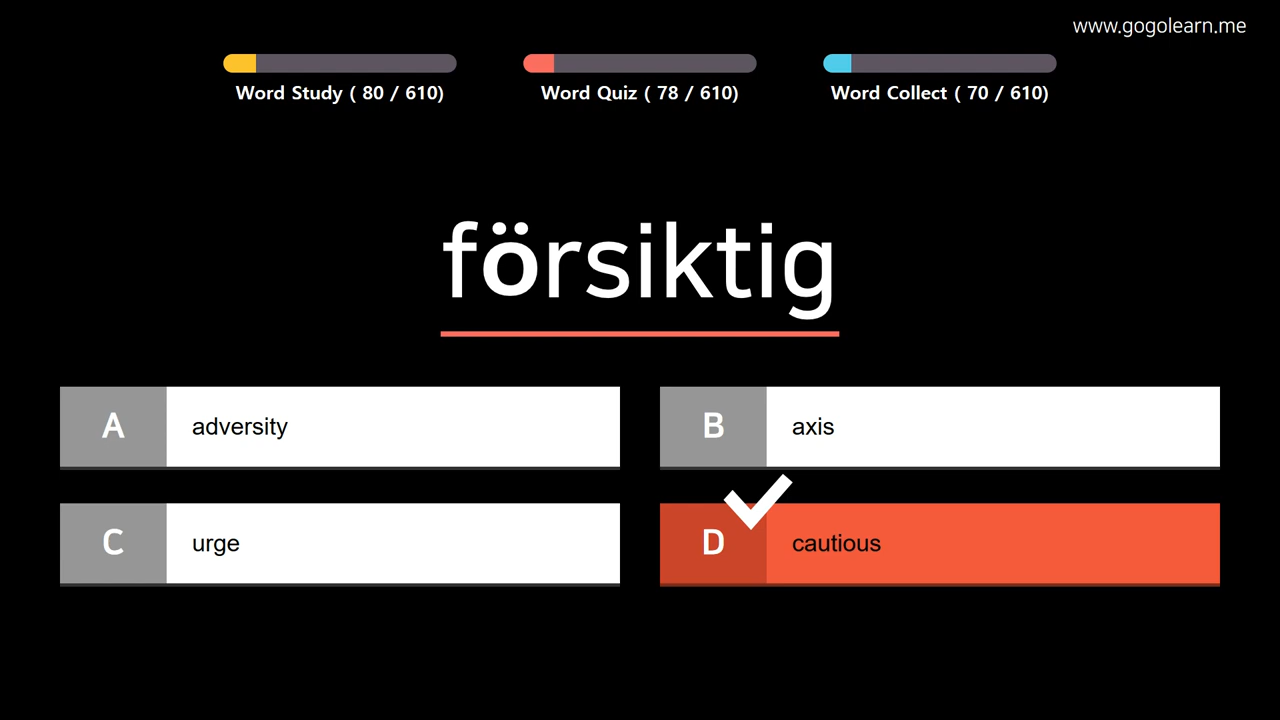 www.gogolearn.me
Word Study ( 80 / 610)
Word Quiz ( 78 / 610)
Word Collect ( 70 / 610)
försiktig
A adversity
B axis
C urge
D cautious